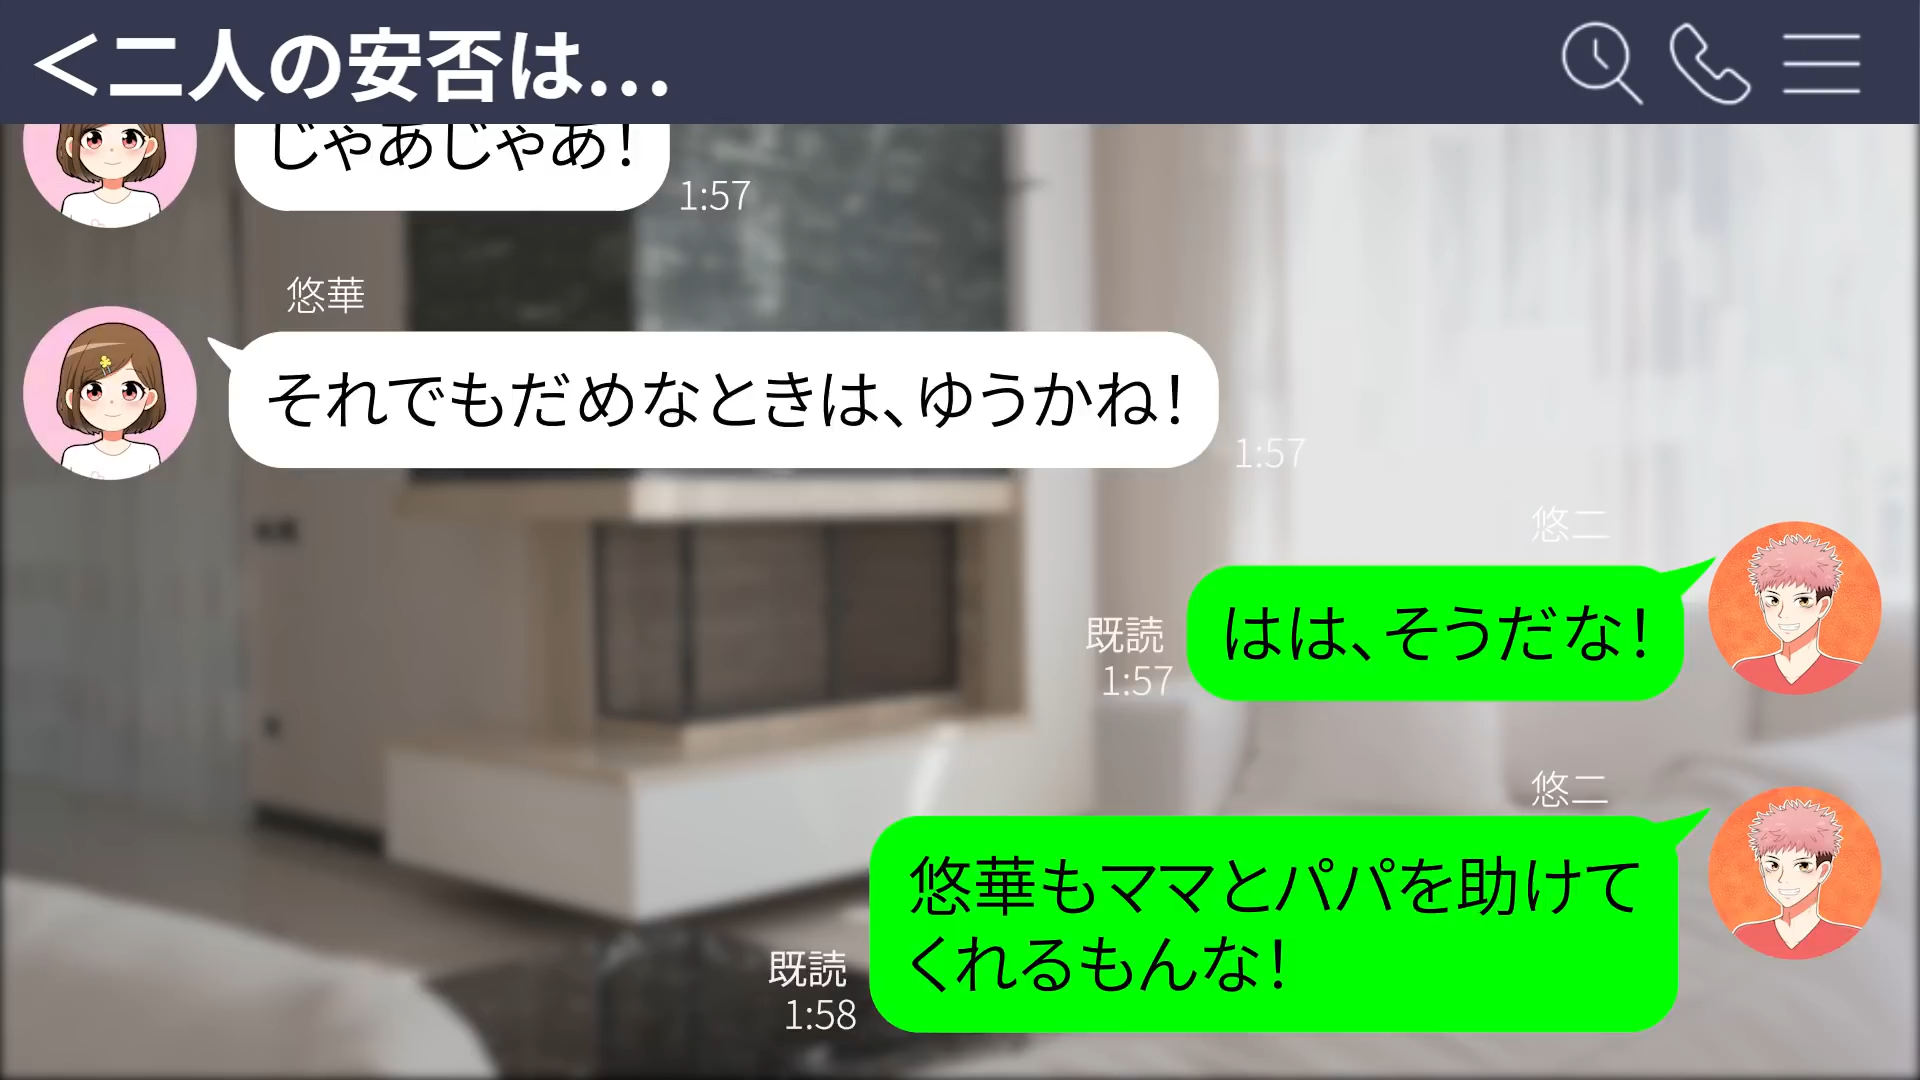 ＜二人の安否は…
じゃあじゃあ！
1:57
悠華
それでもだめなときは、ゆうかね！
1:57
悠二
はは、そうだな！
既読
1:57
悠二
悠華もママとパパを助けて
くれるもんな！
既読
1:58